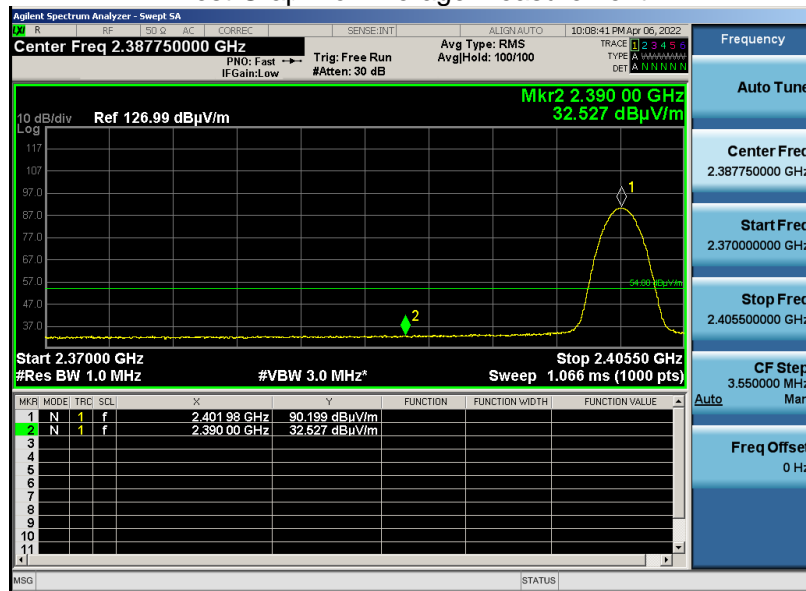 Agilent Spectrum Analyzer - Swept SA
LXI R RF 50 Ω AC CORREC SENSE:INT ALIGN AUTO 10:08:41 PM Apr 06, 2022
Center Freq 2.387750000 GHz
PNO: Fast
IFGain:Low
Trig: Free Run
#Atten: 30 dB
Avg Type: RMS
Avg|Hold: 100/100
TRACE 1 2 3 4 5 6
TYPE A WWWWW
DET A N N N N N
Mkr2 2.390 00 GHz
32.527 dBµV/m
10 dB/div Ref 126.99 dBµV/m
Log
117
107
97.0
87.0
77.0
67.0
57.0
47.0
37.0
1
54.00 dBµV/m
2
Start 2.37000 GHz Stop 2.40550 GHz
#Res BW 1.0 MHz #VBW 3.0 MHz* Sweep 1.066 ms (1000 pts)
MKR MODE TRC SCL X Y FUNCTION FUNCTION WIDTH FUNCTION VALUE
1 N 1 f 2.401 98 GHz 90.199 dBµV/m
2 N 1 f 2.390 00 GHz 32.527 dBµV/m
3
4
5
6
7
8
9
10
11
MSG STATUS
Frequency
Auto Tune
Center Freq
2.387750000 GHz
Start Freq
2.370000000 GHz
Stop Freq
2.405500000 GHz
CF Step
3.550000 MHz
Auto Man
Freq Offset
0 Hz